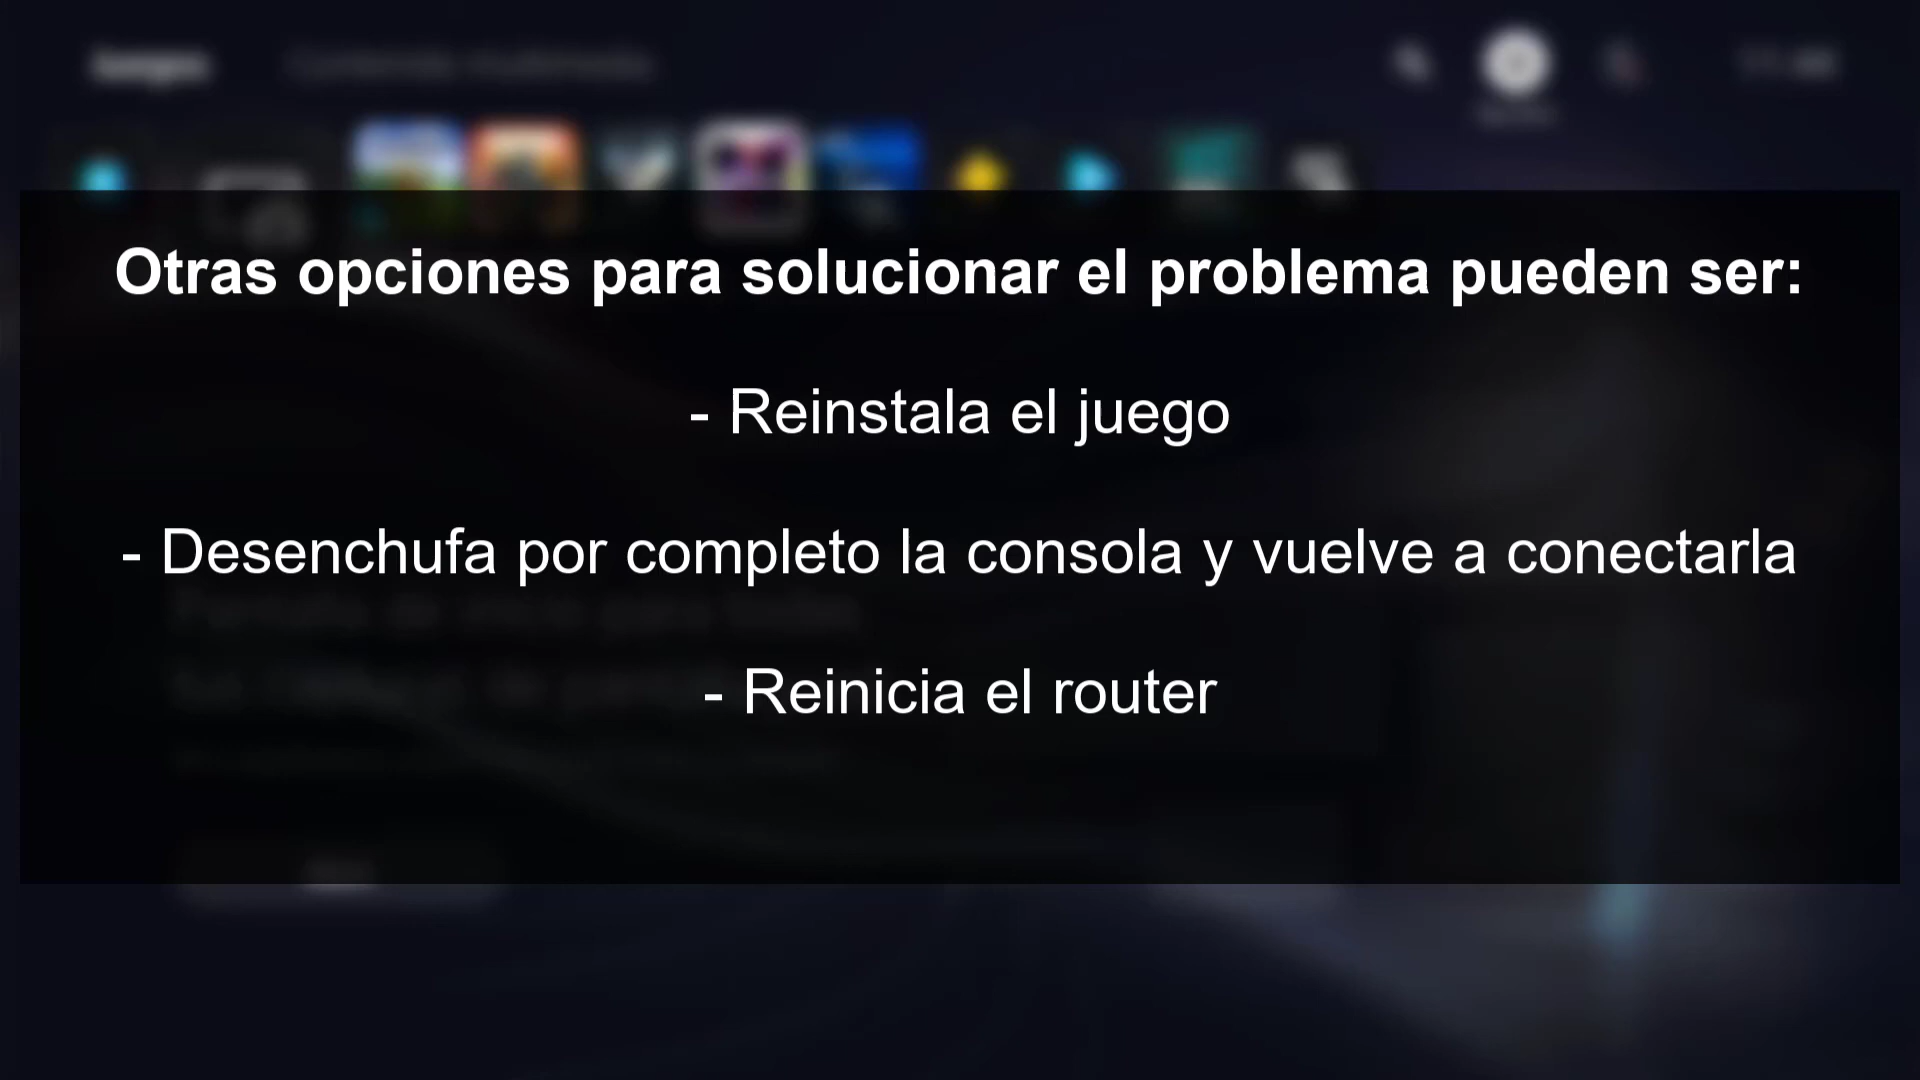 Otras opciones para solucionar el problema pueden ser:
- Reinstala el juego
- Desenchufa por completo la consola y vuelve a conectarla
- Reinicia el router